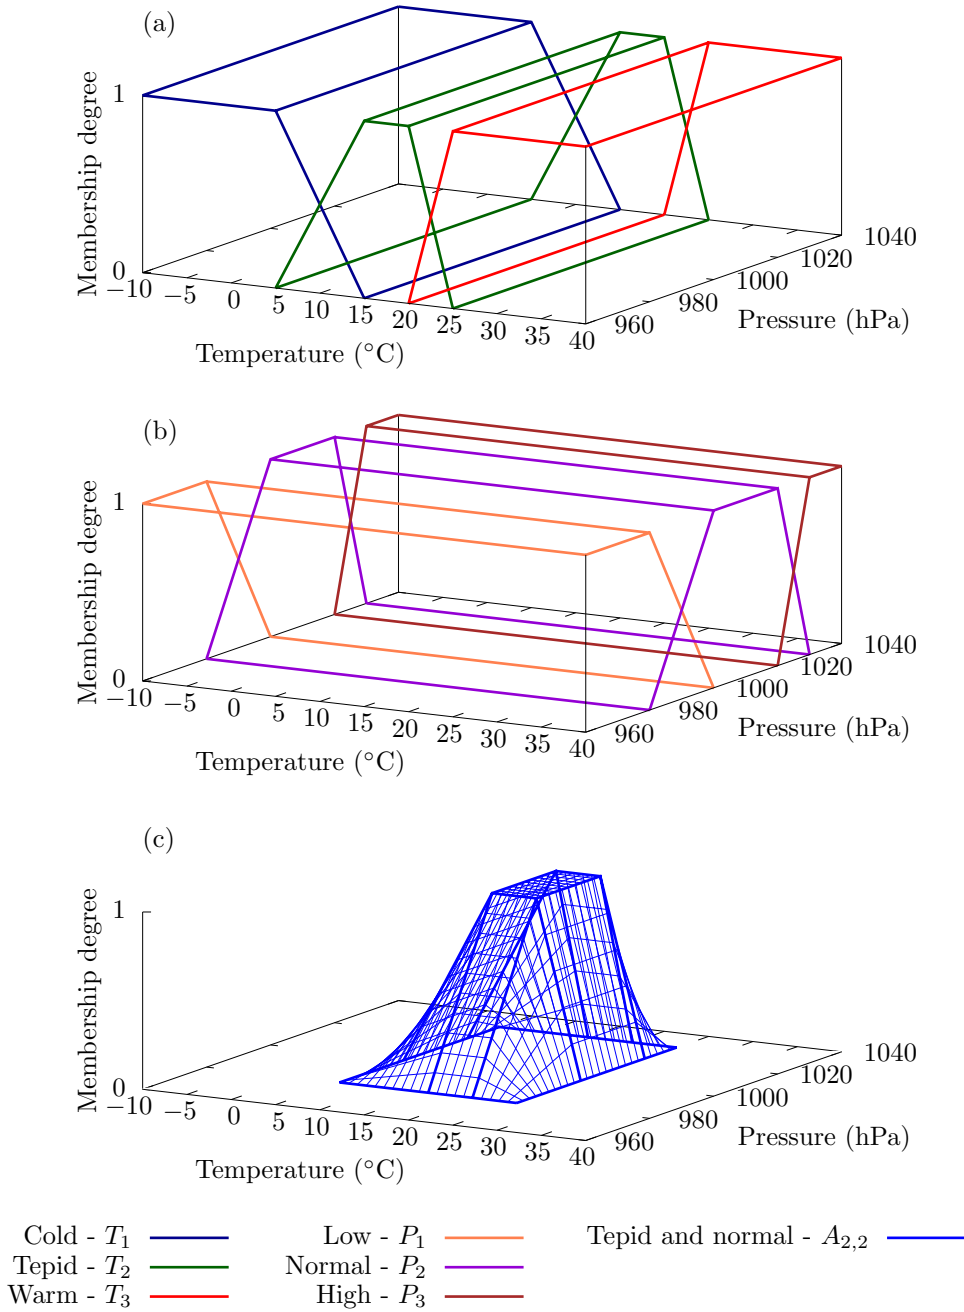 (a)
Membership degree
1
0
−10 −5 0 5 10 15 20 25 30 35 40
Temperature (°C)
960 980 1000 1020 1040
Pressure (hPa)
(b)
Membership degree
1
0
−10 −5 0 5 10 15 20 25 30 35 40
Temperature (°C)
960 980 1000 1020 1040
Pressure (hPa)
(c)
Membership degree
1
0
−10 −5 0 5 10 15 20 25 30 35 40
Temperature (°C)
960 980 1000 1020 1040
Pressure (hPa)
Cold - T₁ Low - P₁ Tepid and normal - A₂,₂
Tepid - T₂ Normal - P₂
Warm - T₃ High - P₃